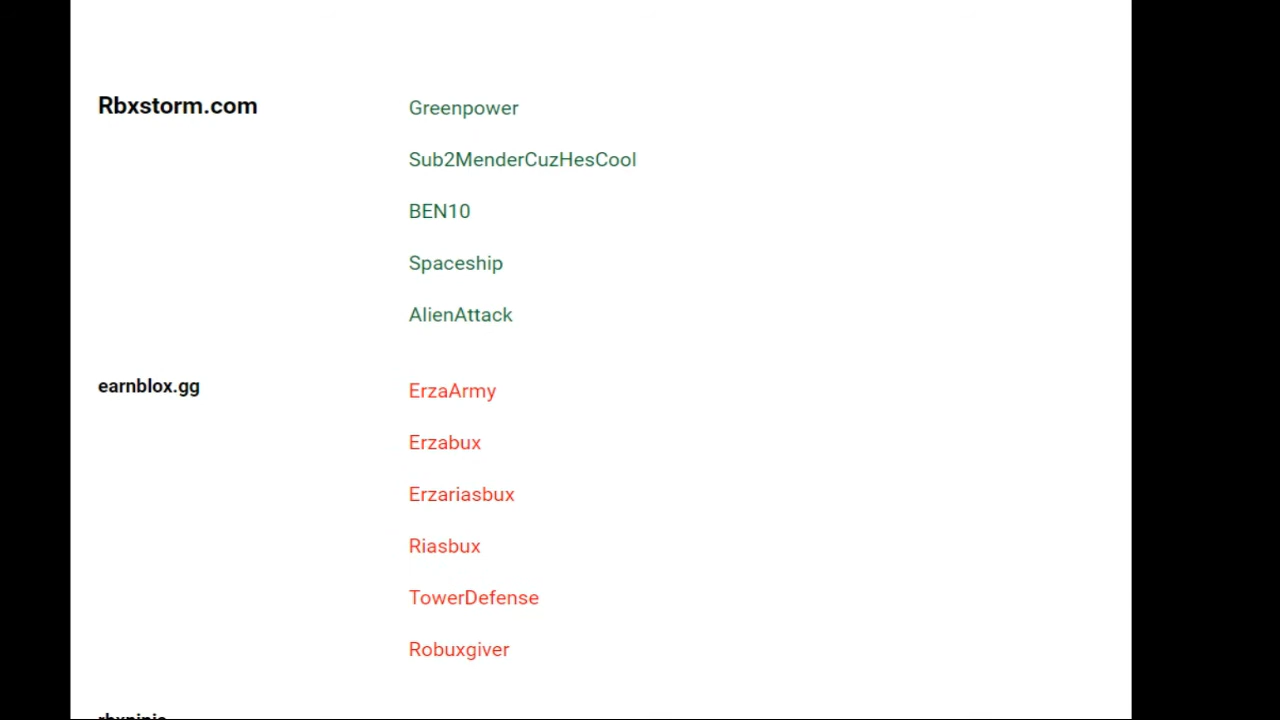 Rbxstorm.com
Greenpower
Sub2MenderCuzHesCool
BEN10
Spaceship
AlienAttack
earnblox.gg
ErzaArmy
Erzabux
Erzariasbux
Riasbux
TowerDefense
Robuxgiver